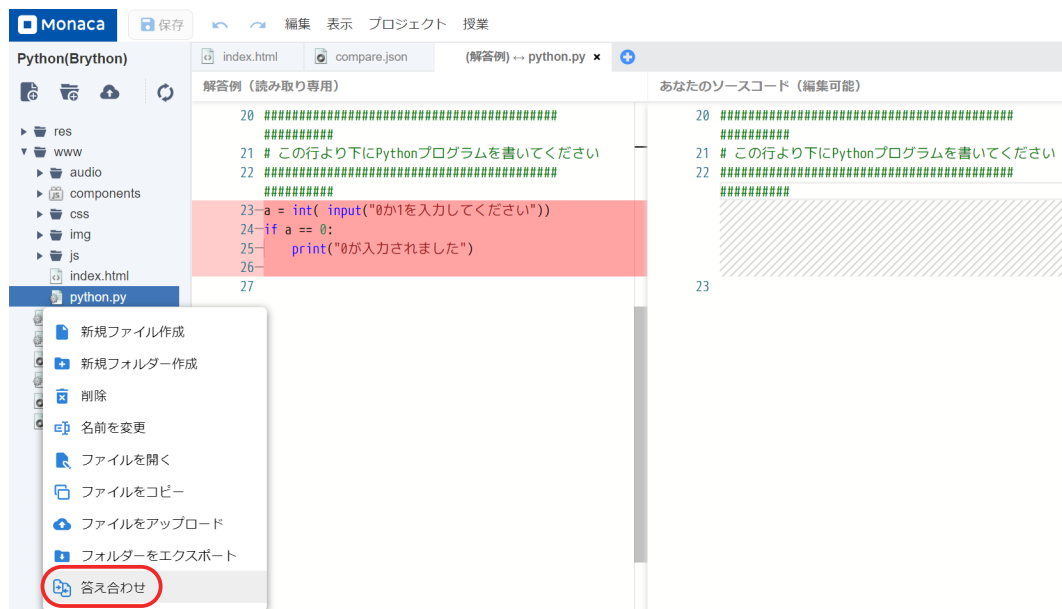 Monaca 保存 編集 表示 プロジェクト 授業
Python(Brython)
index.html compare.json (解答例) ↔ python.py ×
解答例（読み取り専用） あなたのソースコード（編集可能）
20 ##########################################
##########
21 # この行より下にPythonプログラムを書いてください
22 ##########################################
##########
23 a = int( input("0か1を入力してください"))
24 if a == 0:
25 print("0が入力されました")
26
27
20 ##########################################
##########
21 # この行より下にPythonプログラムを書いてください
22 ##########################################
##########
23
res
www
audio
components
css
img
js
index.html
python.py
新規ファイル作成
新規フォルダー作成
削除
名前を変更
ファイルを開く
ファイルをコピー
ファイルをアップロード
フォルダーをエクスポート
答え合わせ